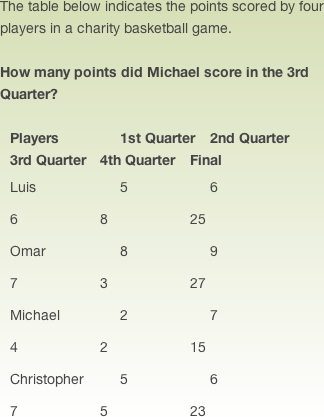 The table below indicates the points scored by four
players in a charity basketball game.
How many points did Michael score in the 3rd
Quarter?
Players 1st Quarter 2nd Quarter
3rd Quarter 4th Quarter Final
Luis 5 6
6 8 25
Omar 8 9
7 3 27
Michael 2 7
4 2 15
Christopher 5 6
7 5 23